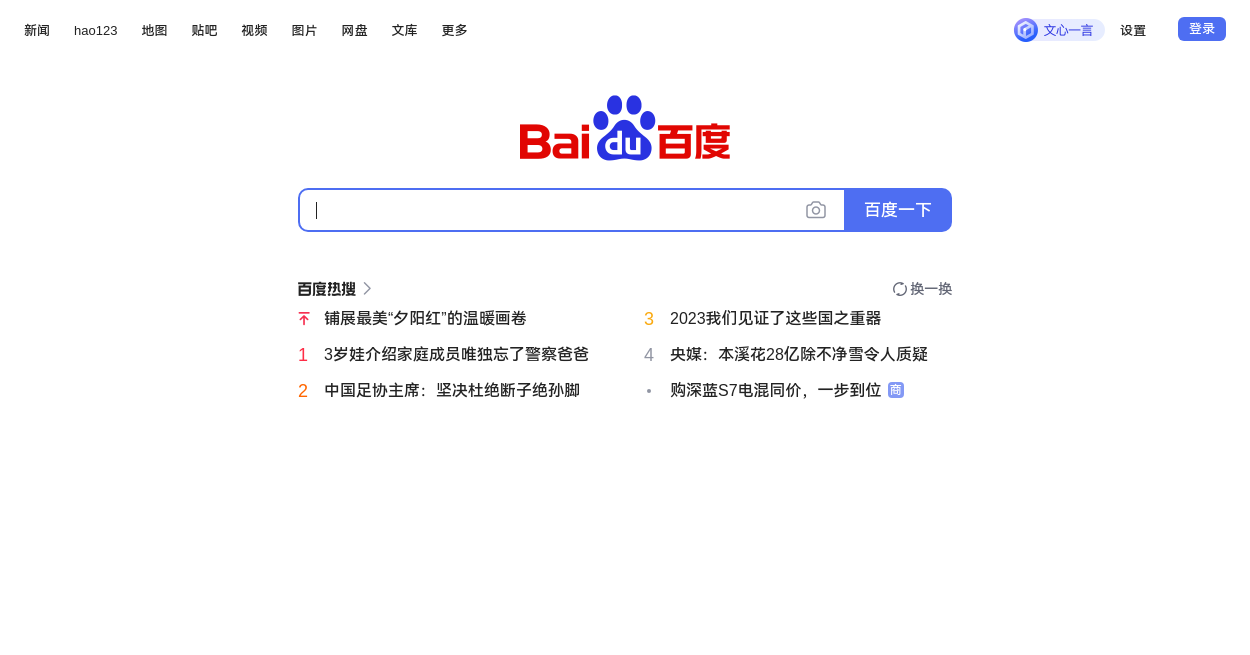 新闻 hao123 地图 贴吧 视频 图片 网盘 文库 更多 文心一言 设置 登录
Baidu百度
百度一下
百度热搜 换一换
铺展最美“夕阳红”的温暖画卷
1 3岁娃介绍家庭成员唯独忘了警察爸爸
2 中国足协主席：坚决杜绝断子绝孙脚
3 2023我们见证了这些国之重器
4 央媒：本溪花28亿除不净雪令人质疑
购深蓝S7电混同价，一步到位 商